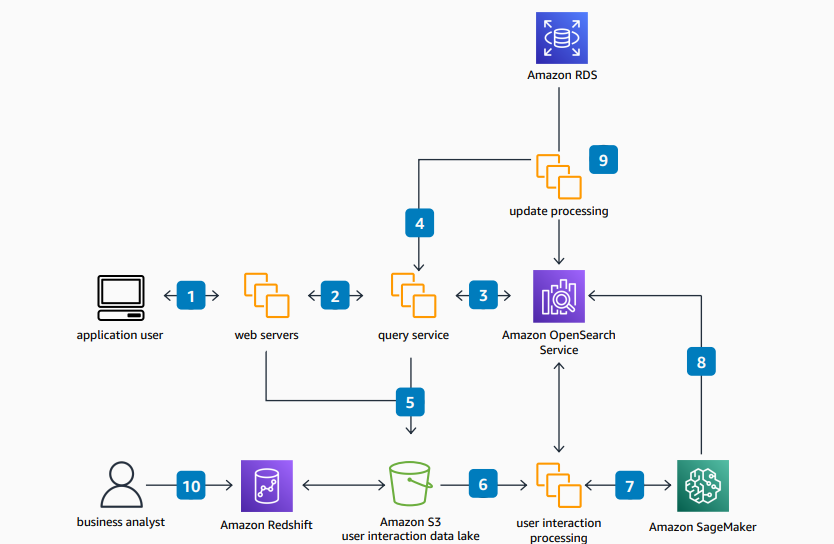 Amazon RDS
9
update processing
4
1
2
3
application user
web servers
query service
Amazon OpenSearch
Service
8
5
10
6
7
business analyst
Amazon Redshift
Amazon S3
user interaction data lake
user interaction
processing
Amazon SageMaker